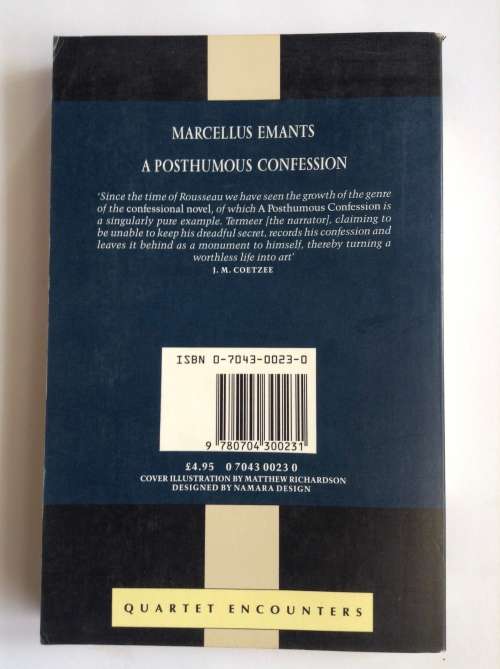 MARCELLUS EMANTS
A POSTHUMOUS CONFESSION
'Since the time of Rousseau we have seen the growth of the genre
of the confessional novel, of which A Posthumous Confession is
a singularly pure example. Termeer [the narrator], claiming to
be unable to keep his dreadful secret, records his confession and
leaves it behind as a monument to himself, thereby turning a
worthless life into art'
J. M. COETZEE
ISBN 0-7043-0023-0
9 780704 300231
£4.95 0 7043 0023 0
COVER ILLUSTRATION BY MATTHEW RICHARDSON
DESIGNED BY NAMARA DESIGN
QUARTET ENCOUNTERS